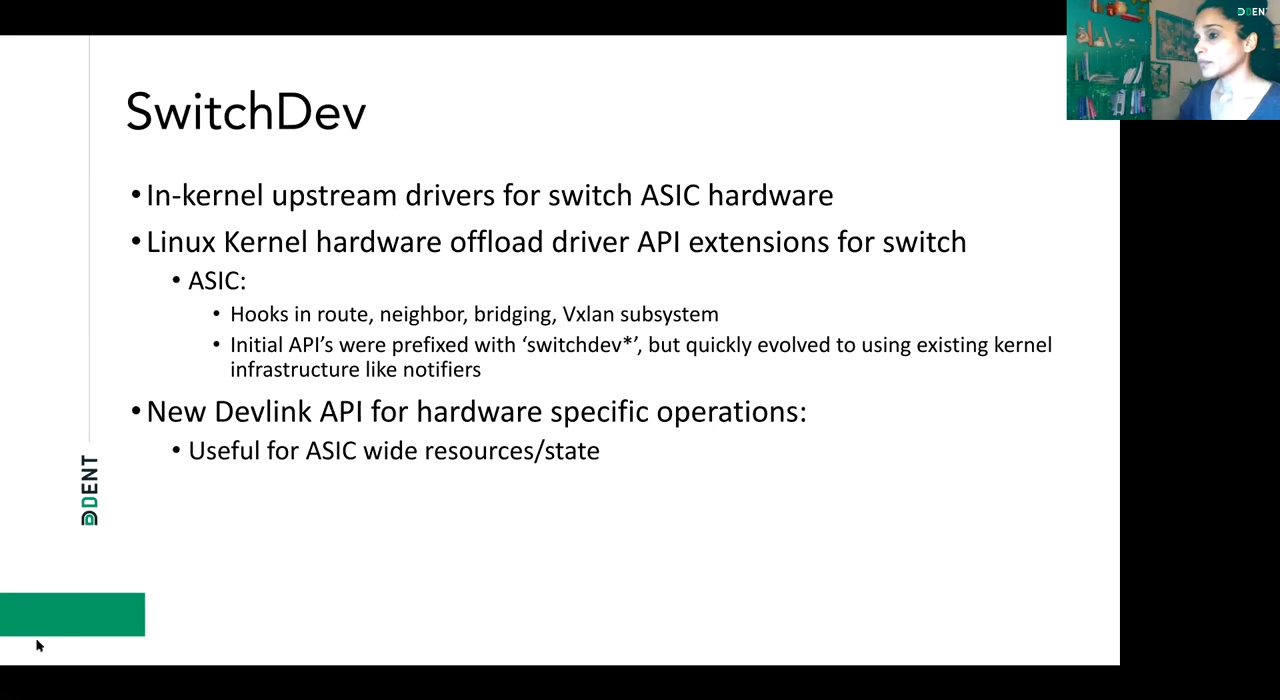 DENT
SwitchDev
• In-kernel upstream drivers for switch ASIC hardware
• Linux Kernel hardware offload driver API extensions for switch
• ASIC:
• Hooks in route, neighbor, bridging, Vxlan subsystem
• Initial API’s were prefixed with ‘switchdev*’, but quickly evolved to using existing kernel
infrastructure like notifiers
• New Devlink API for hardware specific operations:
• Useful for ASIC wide resources/state
DENT